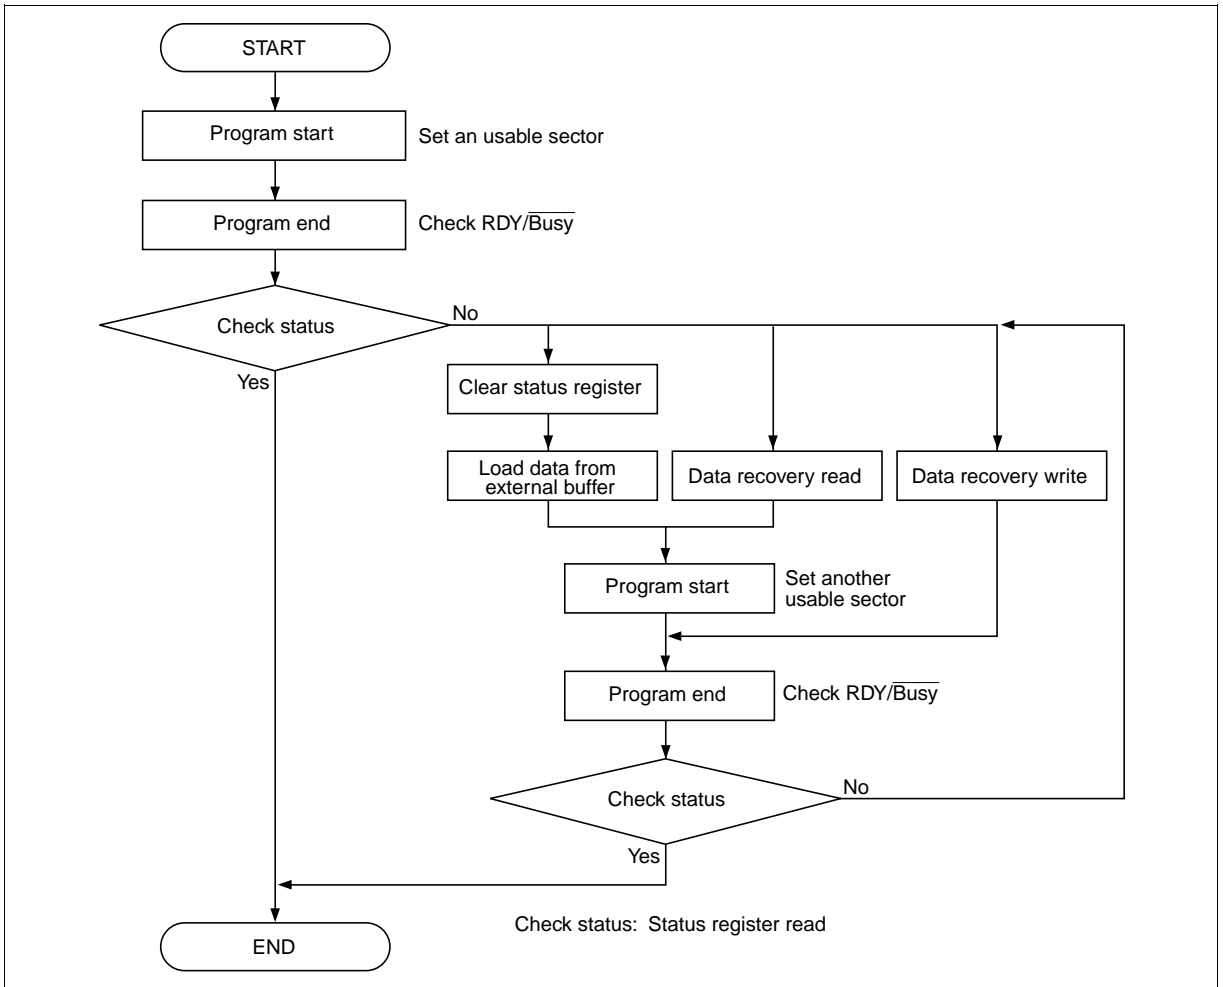 START
Program start
Set an usable sector
Program end
Check RDY/Busy
Check status
No
Yes
Clear status register
Load data from
external buffer
Data recovery read
Data recovery write
Program start
Set another
usable sector
Program end
Check RDY/Busy
Check status
No
Yes
Check status: Status register read
END